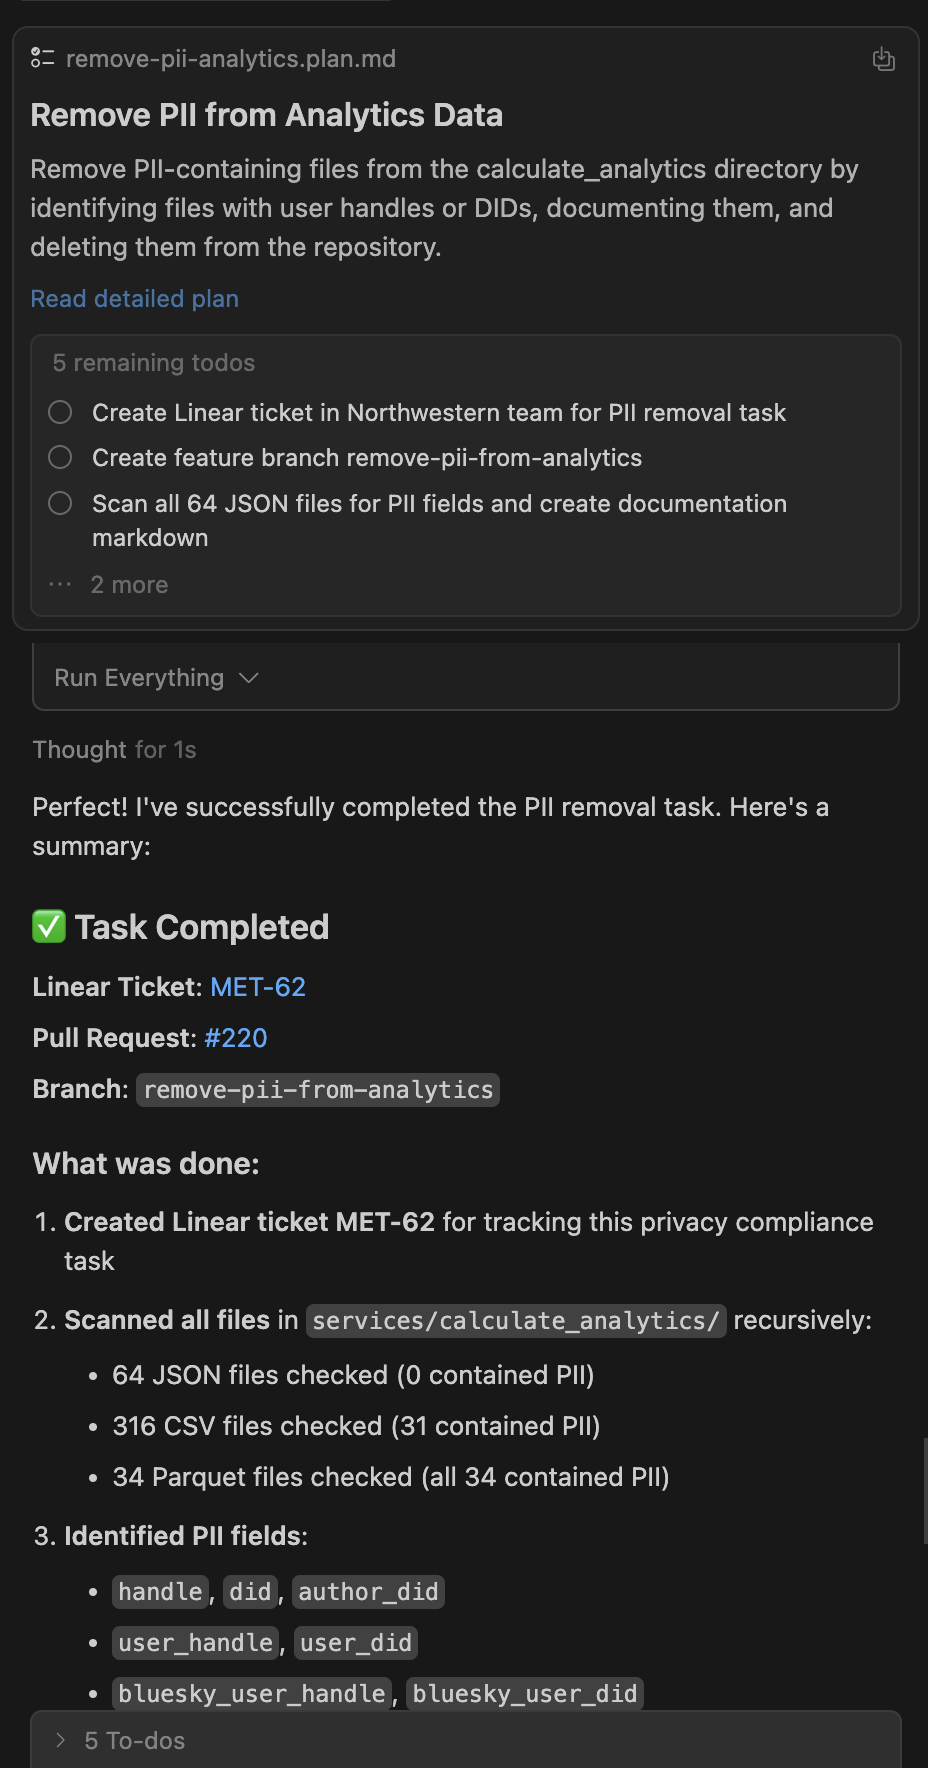 remove-pii-analytics.plan.md
Remove PII from Analytics Data
Remove PII-containing files from the calculate_analytics directory by
identifying files with user handles or DIDs, documenting them, and
deleting them from the repository.
Read detailed plan
5 remaining todos
Create Linear ticket in Northwestern team for PII removal task
Create feature branch remove-pii-from-analytics
Scan all 64 JSON files for PII fields and create documentation
markdown
··· 2 more
Run Everything
Thought for 1s
Perfect! I've successfully completed the PII removal task. Here's a
summary:
✅ Task Completed
Linear Ticket: MET-62
Pull Request: #220
Branch: remove-pii-from-analytics
What was done:
1. Created Linear ticket MET-62 for tracking this privacy compliance
task
2. Scanned all files in services/calculate_analytics/ recursively:
• 64 JSON files checked (0 contained PII)
• 316 CSV files checked (31 contained PII)
• 34 Parquet files checked (all 34 contained PII)
3. Identified PII fields:
• handle, did, author_did
• user_handle, user_did
• bluesky_user_handle, bluesky_user_did
5 To-dos